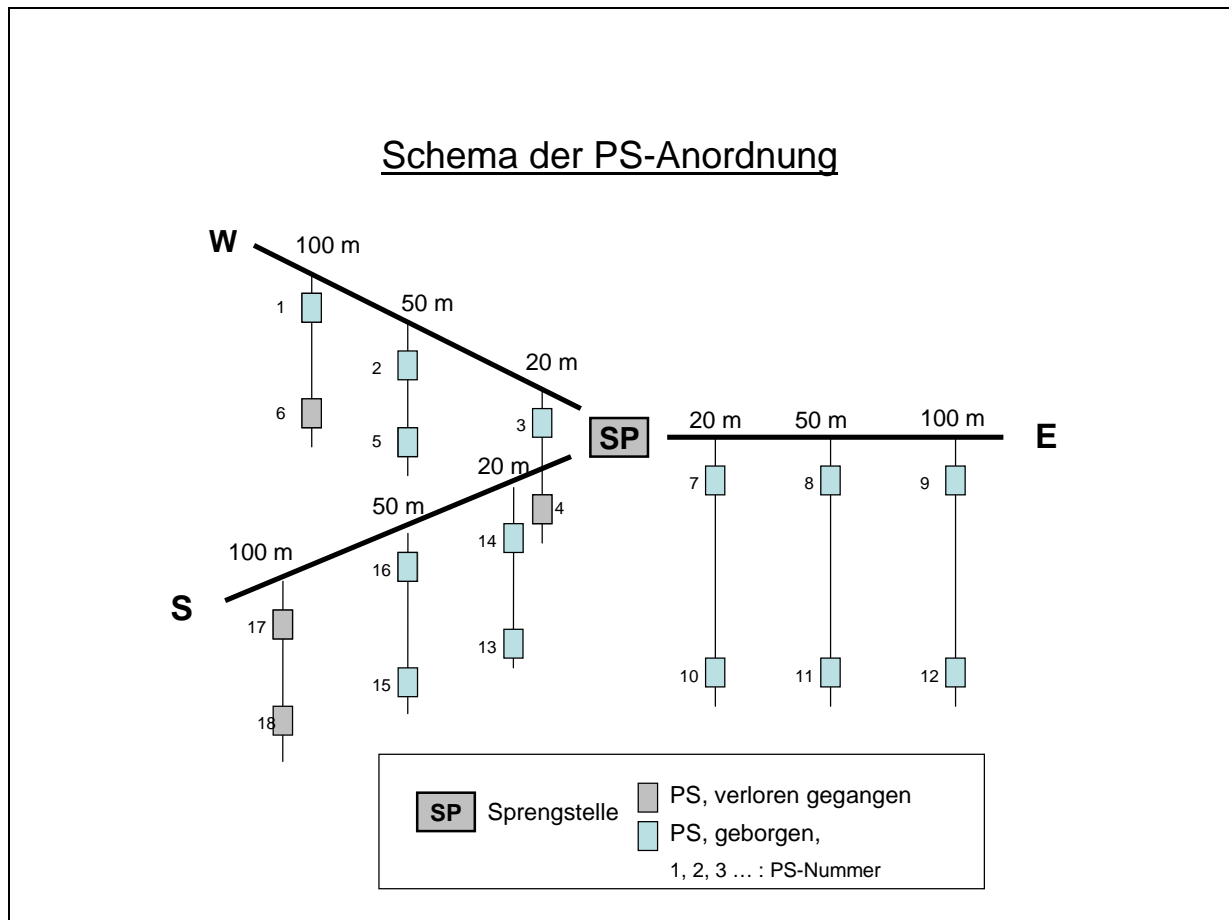 Schema der PS-Anordnung
W
100 m
50 m
20 m
1
2
3
6
5
4
SP
20 m
50 m
100 m
E
7
8
9
10
11
12
20 m
50 m
100 m
S
14
16
17
13
15
18
SP Sprengstelle
PS, verloren gegangen
PS, geborgen,
1, 2, 3 … : PS-Nummer